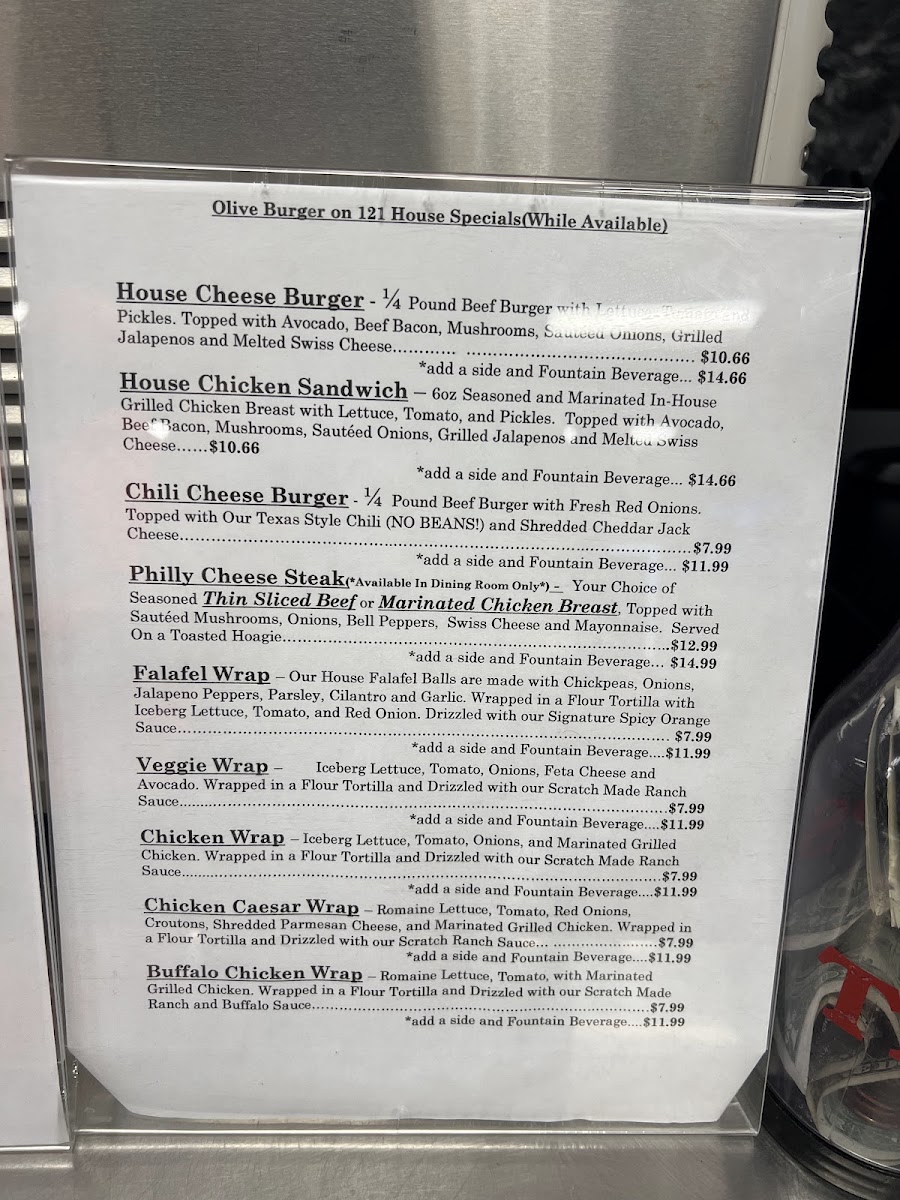 Olive Burger on 121 House Specials(While Available)
House Cheese Burger - ¼ Pound Beef Burger with Lettuce, Tomato and
Pickles. Topped with Avocado, Beef Bacon, Mushrooms, Sautéed Onions, Grilled
Jalapenos and Melted Swiss Cheese............ .......................................... $10.66
*add a side and Fountain Beverage... $14.66
House Chicken Sandwich – 6oz Seasoned and Marinated In-House
Grilled Chicken Breast with Lettuce, Tomato, and Pickles. Topped with Avocado,
Beef Bacon, Mushrooms, Sautéed Onions, Grilled Jalapenos and Melted Swiss
Cheese......$10.66
*add a side and Fountain Beverage... $14.66
Chili Cheese Burger - ¼ Pound Beef Burger with Fresh Red Onions.
Topped with Our Texas Style Chili (NO BEANS!) and Shredded Cheddar Jack
Cheese..........................................................................................$7.99
*add a side and Fountain Beverage... $11.99
Philly Cheese Steak(*Available In Dining Room Only*) – Your Choice of
Seasoned Thin Sliced Beef or Marinated Chicken Breast, Topped with
Sautéed Mushrooms, Onions, Bell Peppers, Swiss Cheese and Mayonnaise. Served
On a Toasted Hoagie.....................................................................$12.99
*add a side and Fountain Beverage... $14.99
Falafel Wrap – Our House Falafel Balls are made with Chickpeas, Onions,
Jalapeno Peppers, Parsley, Cilantro and Garlic. Wrapped in a Flour Tortilla with
Iceberg Lettuce, Tomato, and Red Onion. Drizzled with our Signature Spicy Orange
Sauce........................................................................................ $7.99
*add a side and Fountain Beverage....$11.99
Veggie Wrap – Iceberg Lettuce, Tomato, Onions, Feta Cheese and
Avocado. Wrapped in a Flour Tortilla and Drizzled with our Scratch Made Ranch
Sauce........................................................................................$7.99
*add a side and Fountain Beverage....$11.99
Chicken Wrap – Iceberg Lettuce, Tomato, Onions, and Marinated Grilled
Chicken. Wrapped in a Flour Tortilla and Drizzled with our Scratch Made Ranch
Sauce.......................................................................................$7.99
*add a side and Fountain Beverage....$11.99
Chicken Caesar Wrap – Romaine Lettuce, Tomato, Red Onions,
Croutons, Shredded Parmesan Cheese, and Marinated Grilled Chicken. Wrapped in
a Flour Tortilla and Drizzled with our Scratch Ranch Sauce... ...................$7.99
*add a side and Fountain Beverage....$11.99
Buffalo Chicken Wrap – Romaine Lettuce, Tomato, with Marinated
Grilled Chicken. Wrapped in a Flour Tortilla and Drizzled with our Scratch Made
Ranch and Buffalo Sauce..............................................................$7.99
*add a side and Fountain Beverage....$11.99